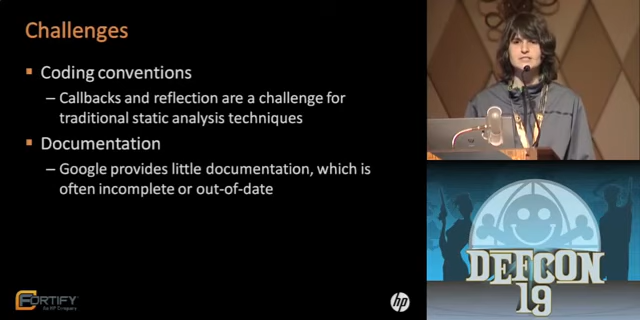 Challenges
▪ Coding conventions
– Callbacks and reflection are a challenge for
traditional static analysis techniques
▪ Documentation
– Google provides little documentation, which is
often incomplete or out-of-date
FORTIFY
An HP Company
hp
DEFCON
19